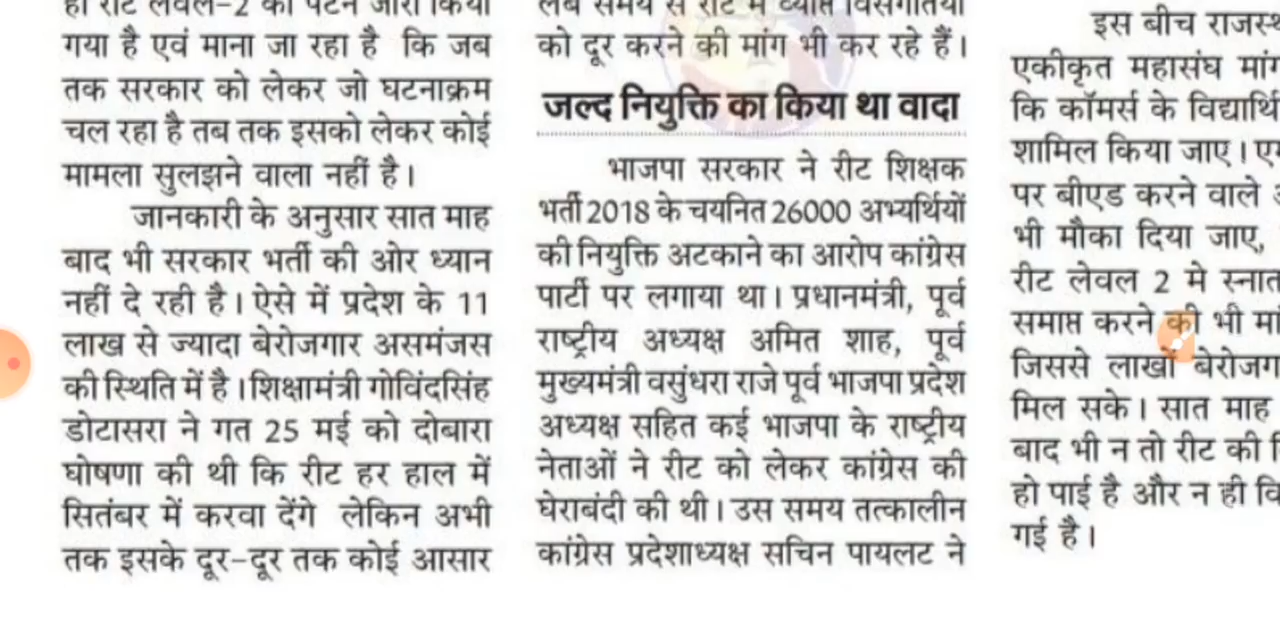 ही रीट लेवल-2 का पैटर्न जारी किया
गया है एवं माना जा रहा है कि जब
तक सरकार को लेकर जो घटनाक्रम
चल रहा है तब तक इसको लेकर कोई
मामला सुलझने वाला नहीं है।
जानकारी के अनुसार सात माह
बाद भी सरकार भर्ती की ओर ध्यान
नहीं दे रही है। ऐसे में प्रदेश के 11
लाख से ज्यादा बेरोजगार असमंजस
की स्थिति में है। शिक्षामंत्री गोविंदसिंह
डोटासरा ने गत 25 मई को दोबारा
घोषणा की थी कि रीट हर हाल में
सितंबर में करवा देंगे लेकिन अभी
तक इसके दूर-दूर तक कोई आसार
समय से रीट में व्याप्त विसंगतियों
को दूर करने की मांग भी कर रहे हैं।
जल्द नियुक्ति का किया था वादा
भाजपा सरकार ने रीट शिक्षक
भर्ती 2018 के चयनित 26000 अभ्यर्थियों
की नियुक्ति अटकाने का आरोप कांग्रेस
पार्टी पर लगाया था। प्रधानमंत्री, पूर्व
राष्ट्रीय अध्यक्ष अमित शाह, पूर्व
मुख्यमंत्री वसुंधरा राजे पूर्व भाजपा प्रदेश
अध्यक्ष सहित कई भाजपा के राष्ट्रीय
नेताओं ने रीट को लेकर कांग्रेस की
घेराबंदी की थी। उस समय तत्कालीन
कांग्रेस प्रदेशाध्यक्ष सचिन पायलट ने
इस बीच
एकीकृत महासंघ
कि कॉमर्स के
शामिल किया जाए।
पर बीएड करने वाले
भी मौका दिया जाए,
रीट लेवल 2 मे
समाप्त करने की भी
जिससे लाखों
मिल सके। सात माह
बाद भी न तो रीट की
हो पाई है और न ही
गई है।